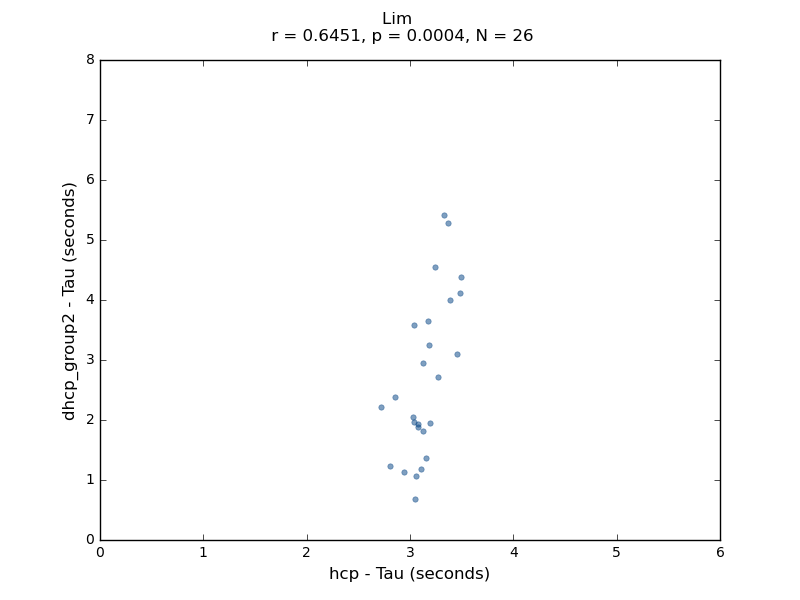 Lim
r = 0.6451, p = 0.0004, N = 26
8
7
6
5
4
3
2
1
0
dhcp_group2 - Tau (seconds)
0 1 2 3 4 5 6
hcp - Tau (seconds)